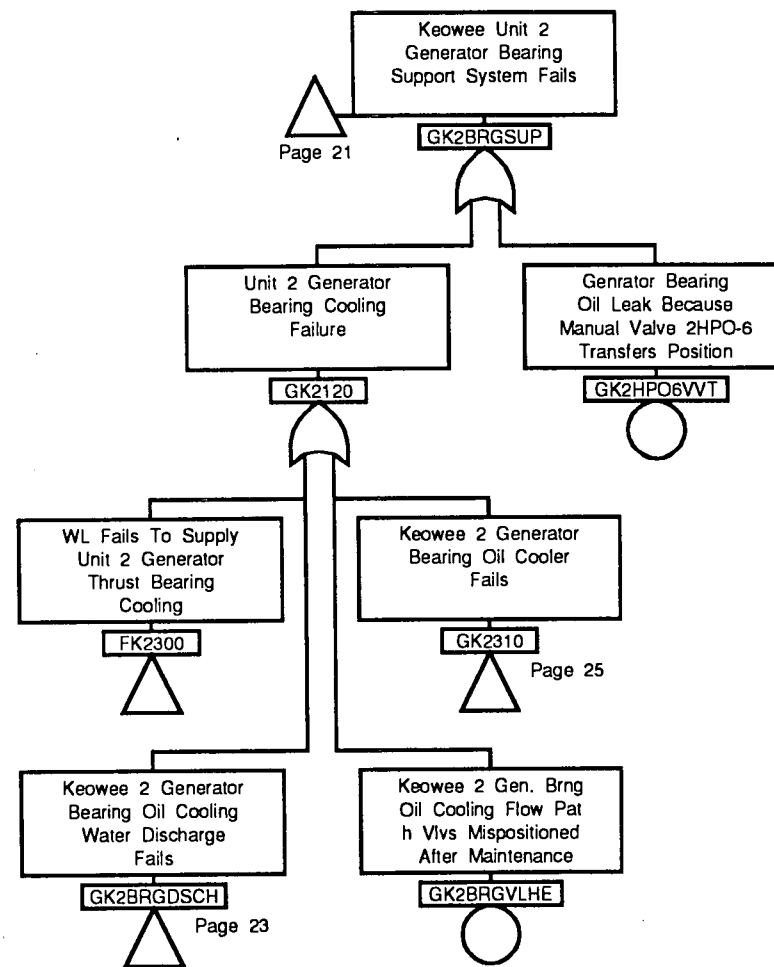 Keowee Unit 2
Generator Bearing
Support System Fails
Page 21
GK2BRGSUP
Unit 2 Generator
Bearing Cooling
Failure
GK2120
Genrator Bearing
Oil Leak Because
Manual Valve 2HPO-6
Transfers Position
GK2HPO6VVT
WL Fails To Supply
Unit 2 Generator
Thrust Bearing
Cooling
FK2300
Keowee 2 Generator
Bearing Oil Cooler
Fails
GK2310
Page 25
Keowee 2 Generator
Bearing Oil Cooling
Water Discharge
Fails
GK2BRGDSCH
Page 23
Keowee 2 Gen. Brng
Oil Cooling Flow Pat
h Vlvs Mispositioned
After Maintenance
GK2BRGVLHE